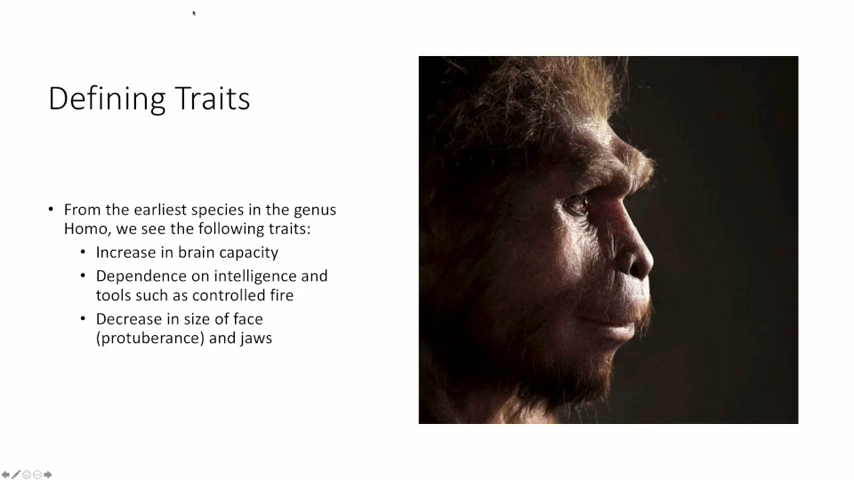 Defining Traits
• From the earliest species in the genus
Homo, we see the following traits:
• Increase in brain capacity
• Dependence on intelligence and
tools such as controlled fire
• Decrease in size of face
(protuberance) and jaws